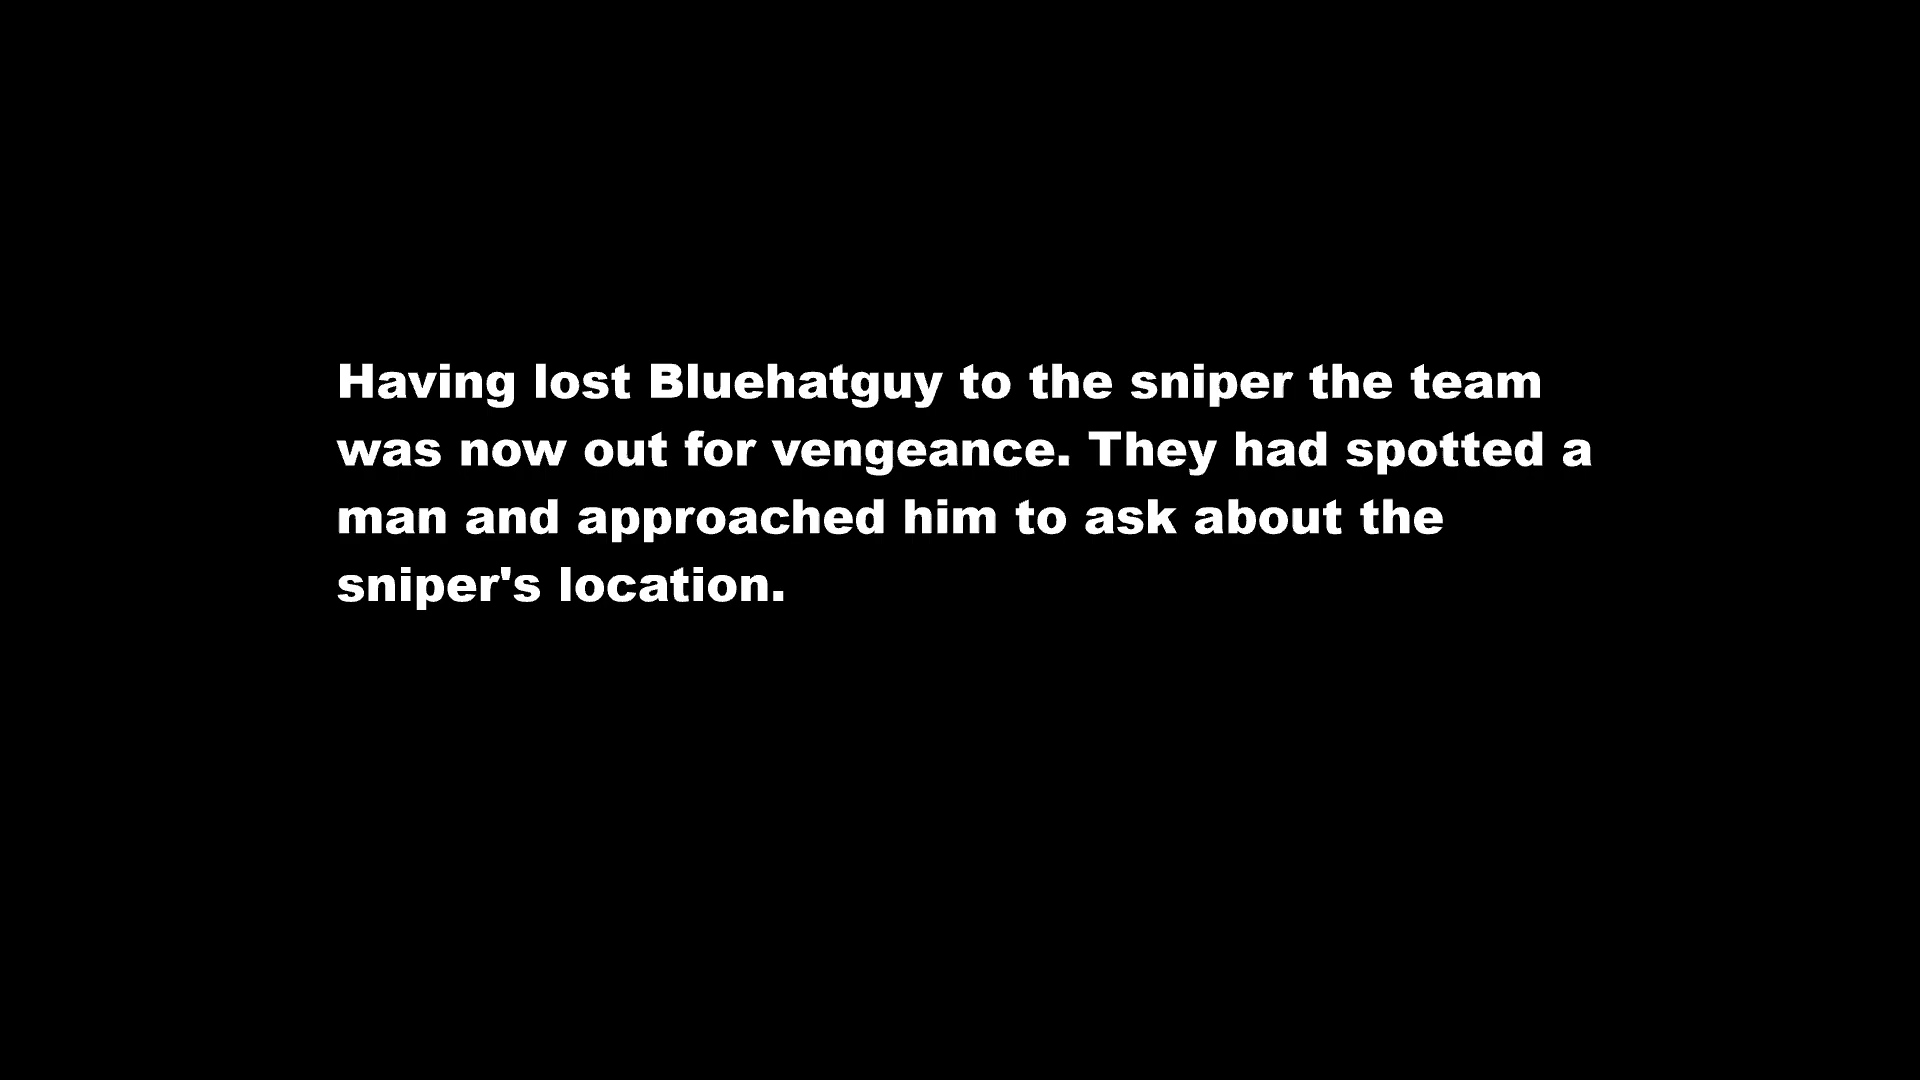 Having lost Bluehatguy to the sniper the team
was now out for vengeance. They had spotted a
man and approached him to ask about the
sniper's location.